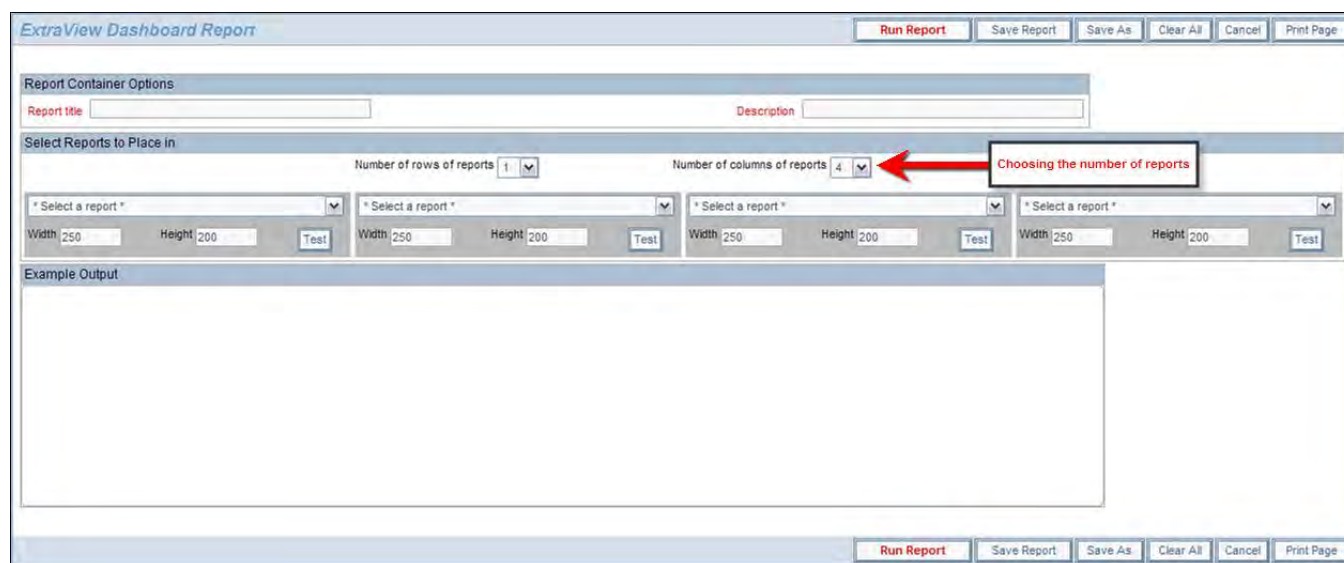 ExtraView Dashboard Report Run Report Save Report Save As Clear All Cancel Print Page
Report Container Options
Report title Description
Select Reports to Place in
Number of rows of reports 1 Number of columns of reports 4 Choosing the number of reports
* Select a report * * Select a report * * Select a report * * Select a report *
Width 250 Height 200 Test Width 250 Height 200 Test Width 250 Height 200 Test Width 250 Height 200 Test
Example Output
Run Report Save Report Save As Clear All Cancel Print Page